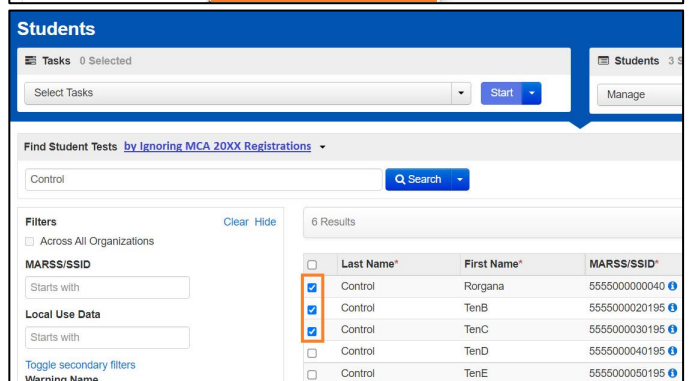 Students
Tasks 0 Selected
Students 3 S
Select Tasks
Start
Manage
Find Student Tests by Ignoring MCA 20XX Registrations
Control
Search
Filters
Clear Hide
6 Results
Across All Organizations
MARSS/SSID
Starts with
Local Use Data
Starts with
Toggle secondary filters
Warning Name
Last Name* First Name* MARSS/SSID*
Control Rorgana 5555000000040
Control TenB 5555000020195
Control TenC 5555000030195
Control TenD 5555000040195
Control TenE 5555000050195